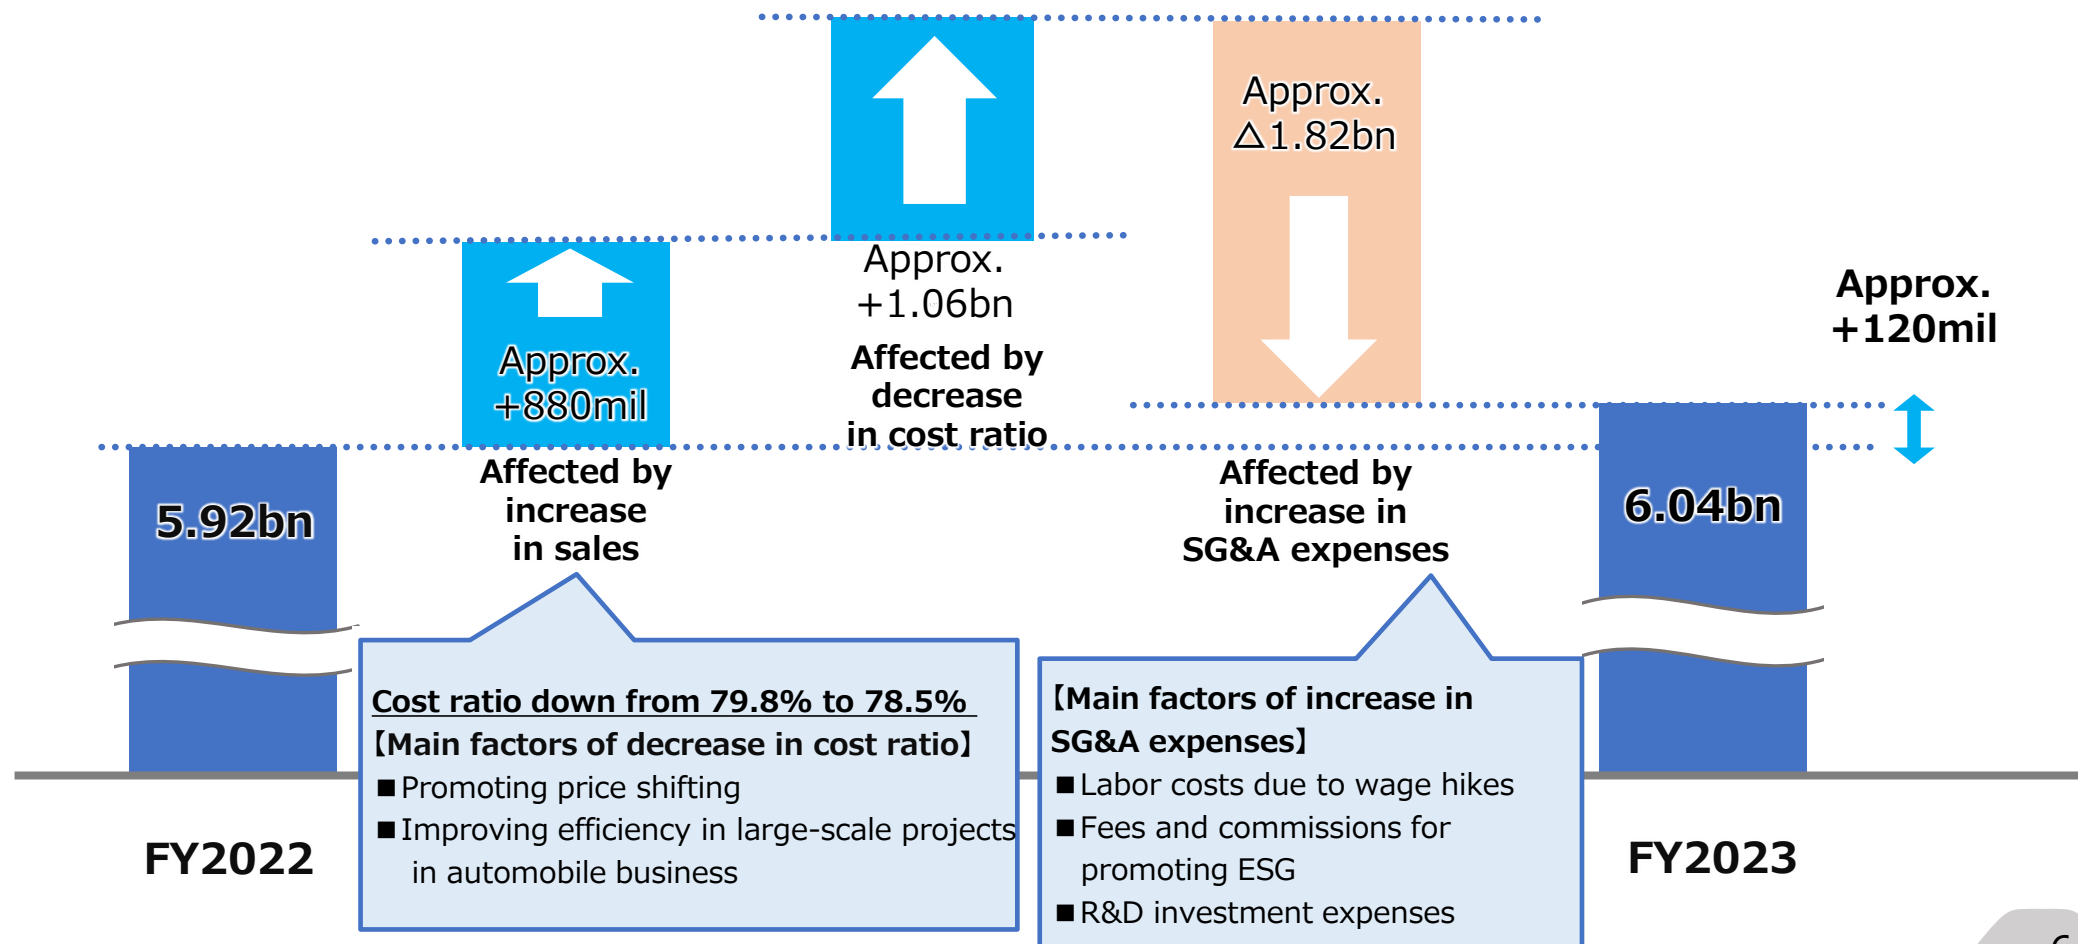 Approx.
△1.82bn
Approx.
+1.06bn
Affected by
decrease
in cost ratio
Approx.
+120mil
Approx.
+880mil
Affected by
increase
in sales
Affected by
increase in
SG&A expenses
5.92bn
6.04bn
Cost ratio down from 79.8% to 78.5%
【Main factors of decrease in cost ratio】
■Promoting price shifting
■Improving efficiency in large-scale projects
in automobile business
【Main factors of increase in
SG&A expenses】
■Labor costs due to wage hikes
■Fees and commissions for
promoting ESG
■R&D investment expenses
FY2022
FY2023